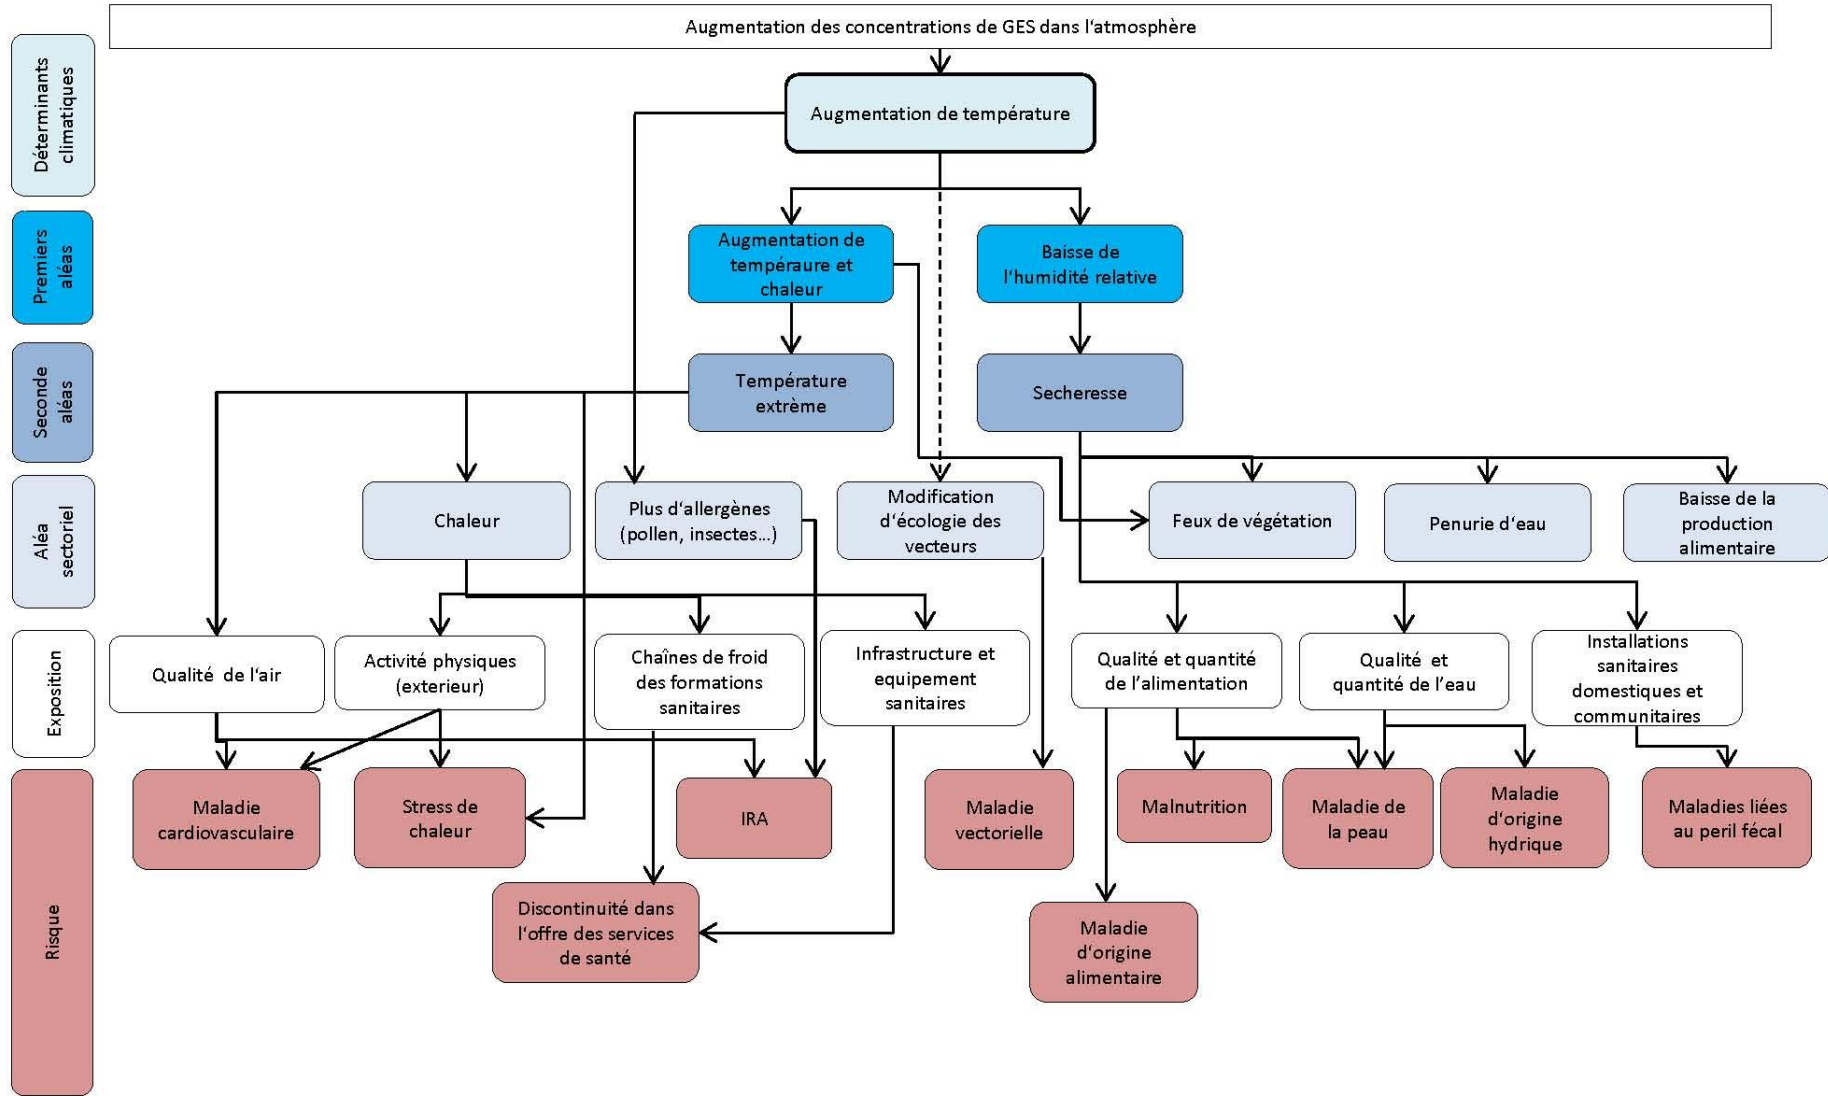 Augmentation des concentrations de GES dans l‘atmosphère
Déterminants
climatiques
Augmentation de température
Premiers
aléas
Augmentation de
tempéraure et
chaleur
Baisse de
l‘humidité relative
Seconde
aléas
Température
extrème
Secheresse
Aléa
sectoriel
Chaleur
Plus d‘allergènes
(pollen, insectes…)
Modification
d‘écologie des
vecteurs
Feux de végétation
Penurie d‘eau
Baisse de la
production
alimentaire
Exposition
Qualité de l‘air
Activité physiques
(exterieur)
Chaînes de froid
des formations
sanitaires
Infrastructure et
equipement
sanitaires
Qualité et quantité
de l’alimentation
Qualité et
quantité de l’eau
Installations
sanitaires
domestiques et
communitaires
Risque
Maladie
cardiovasculaire
Stress de
chaleur
IRA
Maladie
vectorielle
Malnutrition
Maladie de
la peau
Maladie
d‘origine
hydrique
Maladies liées
au peril fécal
Discontinuité dans
l‘offre des services
de santé
Maladie
d‘origine
alimentaire